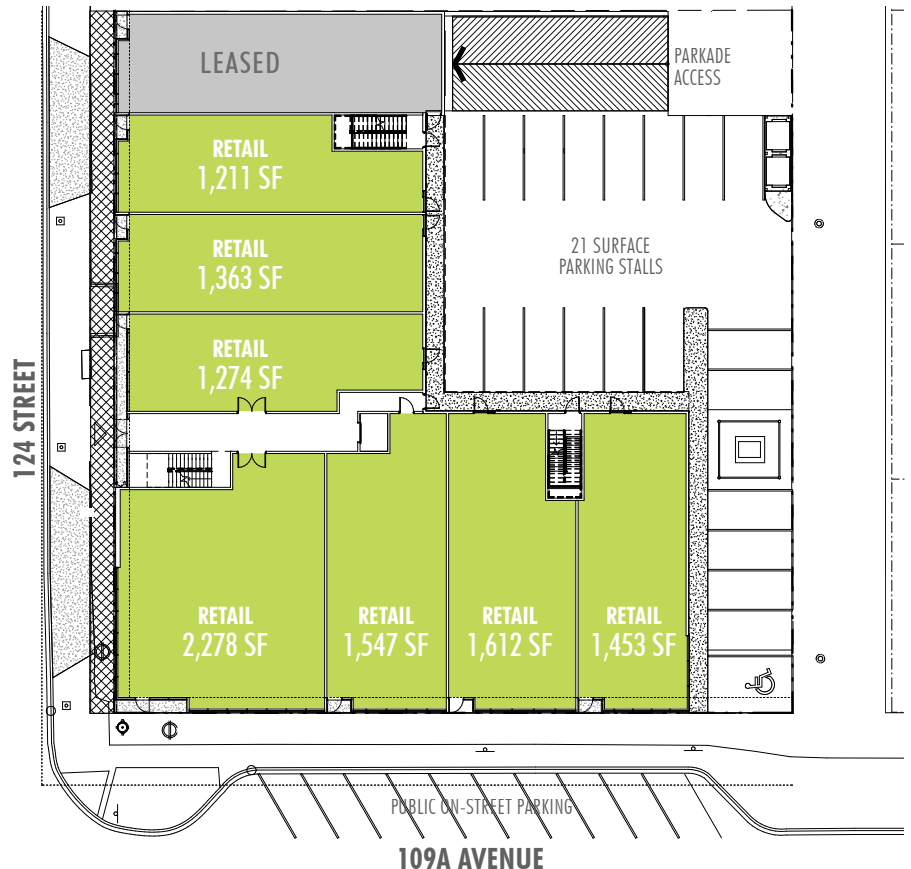 LEASED
PARKADE
ACCESS
RETAIL
1,211 SF
RETAIL
1,363 SF
21 SURFACE
PARKING STALLS
RETAIL
1,274 SF
124 STREET
RETAIL
2,278 SF
RETAIL
1,547 SF
RETAIL
1,612 SF
RETAIL
1,453 SF
PUBLIC ON-STREET PARKING
109A AVENUE